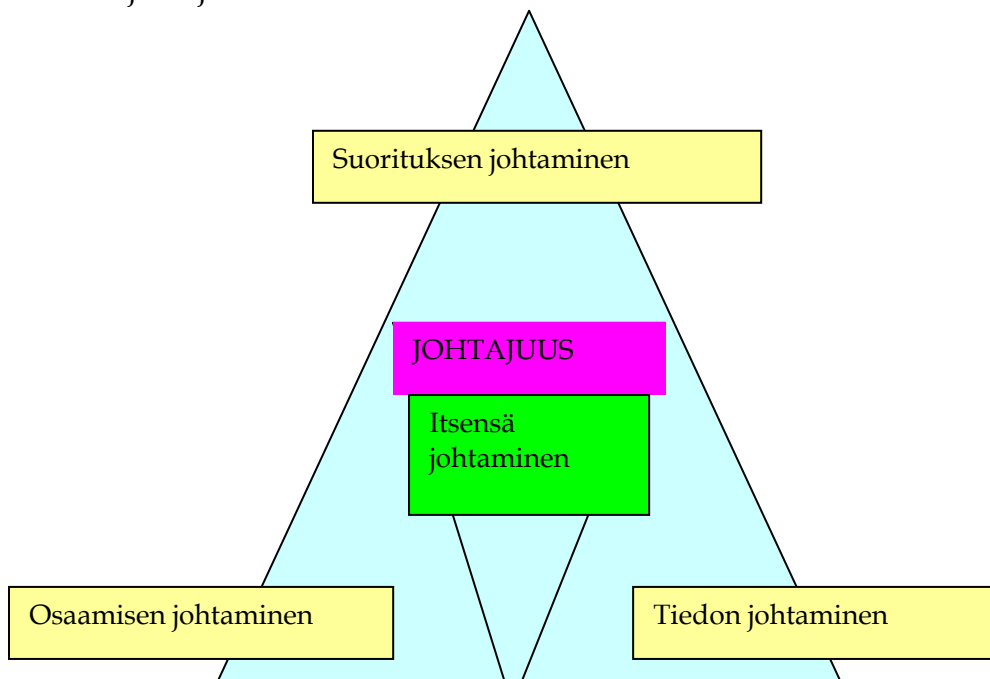 Suorituksen johtaminen
JOHTAJUUS
Itsensä
johtaminen
Osaamisen johtaminen
Tiedon johtaminen